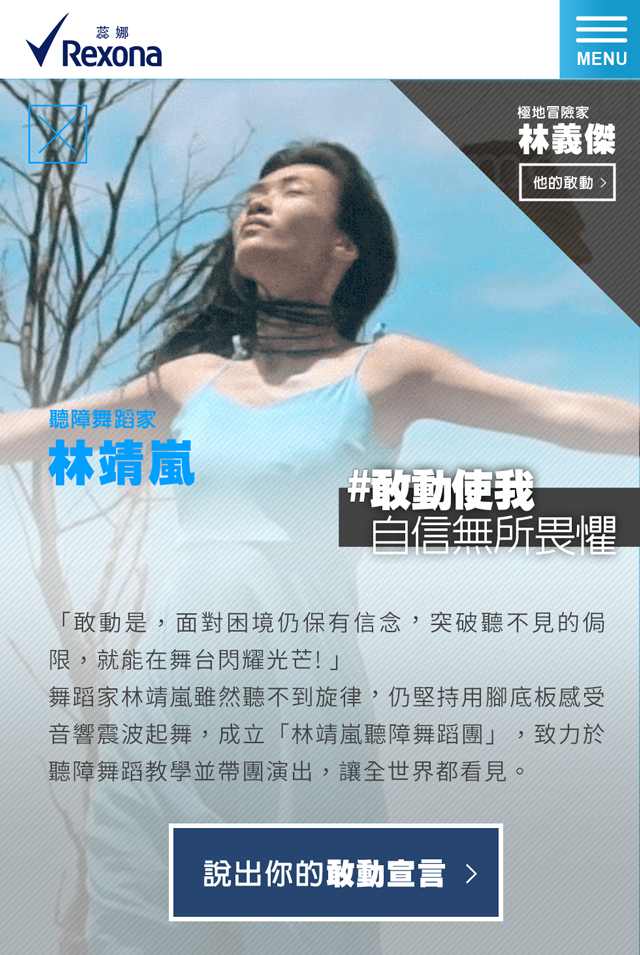 蕊娜
Rexona
MENU
極地冒險家
林義傑
他的敢動 >
聽障舞蹈家
林靖嵐
#敢動使我
自信無所畏懼
「敢動是，面對困境仍保有信念，突破聽不見的侷
限，就能在舞台閃耀光芒!」
舞蹈家林靖嵐雖然聽不到旋律，仍堅持用腳底板感受
音響震波起舞，成立「林靖嵐聽障舞蹈團」，致力於
聽障舞蹈教學並帶團演出，讓全世界都看見。
說出你的敢動宣言 >